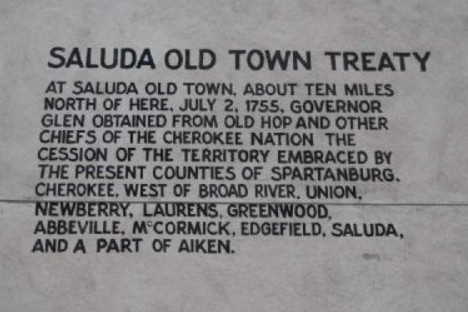 SALUDA OLD TOWN TREATY
AT SALUDA OLD TOWN, ABOUT TEN MILES
NORTH OF HERE, JULY 2, 1755, GOVERNOR
GLEN OBTAINED FROM OLD HOP AND OTHER
CHIEFS OF THE CHEROKEE NATION THE
CESSION OF THE TERRITORY EMBRACED BY
THE PRESENT COUNTIES OF SPARTANBURG,
CHEROKEE, WEST OF BROAD RIVER, UNION,
NEWBERRY, LAURENS, GREENWOOD,
ABBEVILLE, McCORMICK, EDGEFIELD, SALUDA,
AND A PART OF AIKEN.